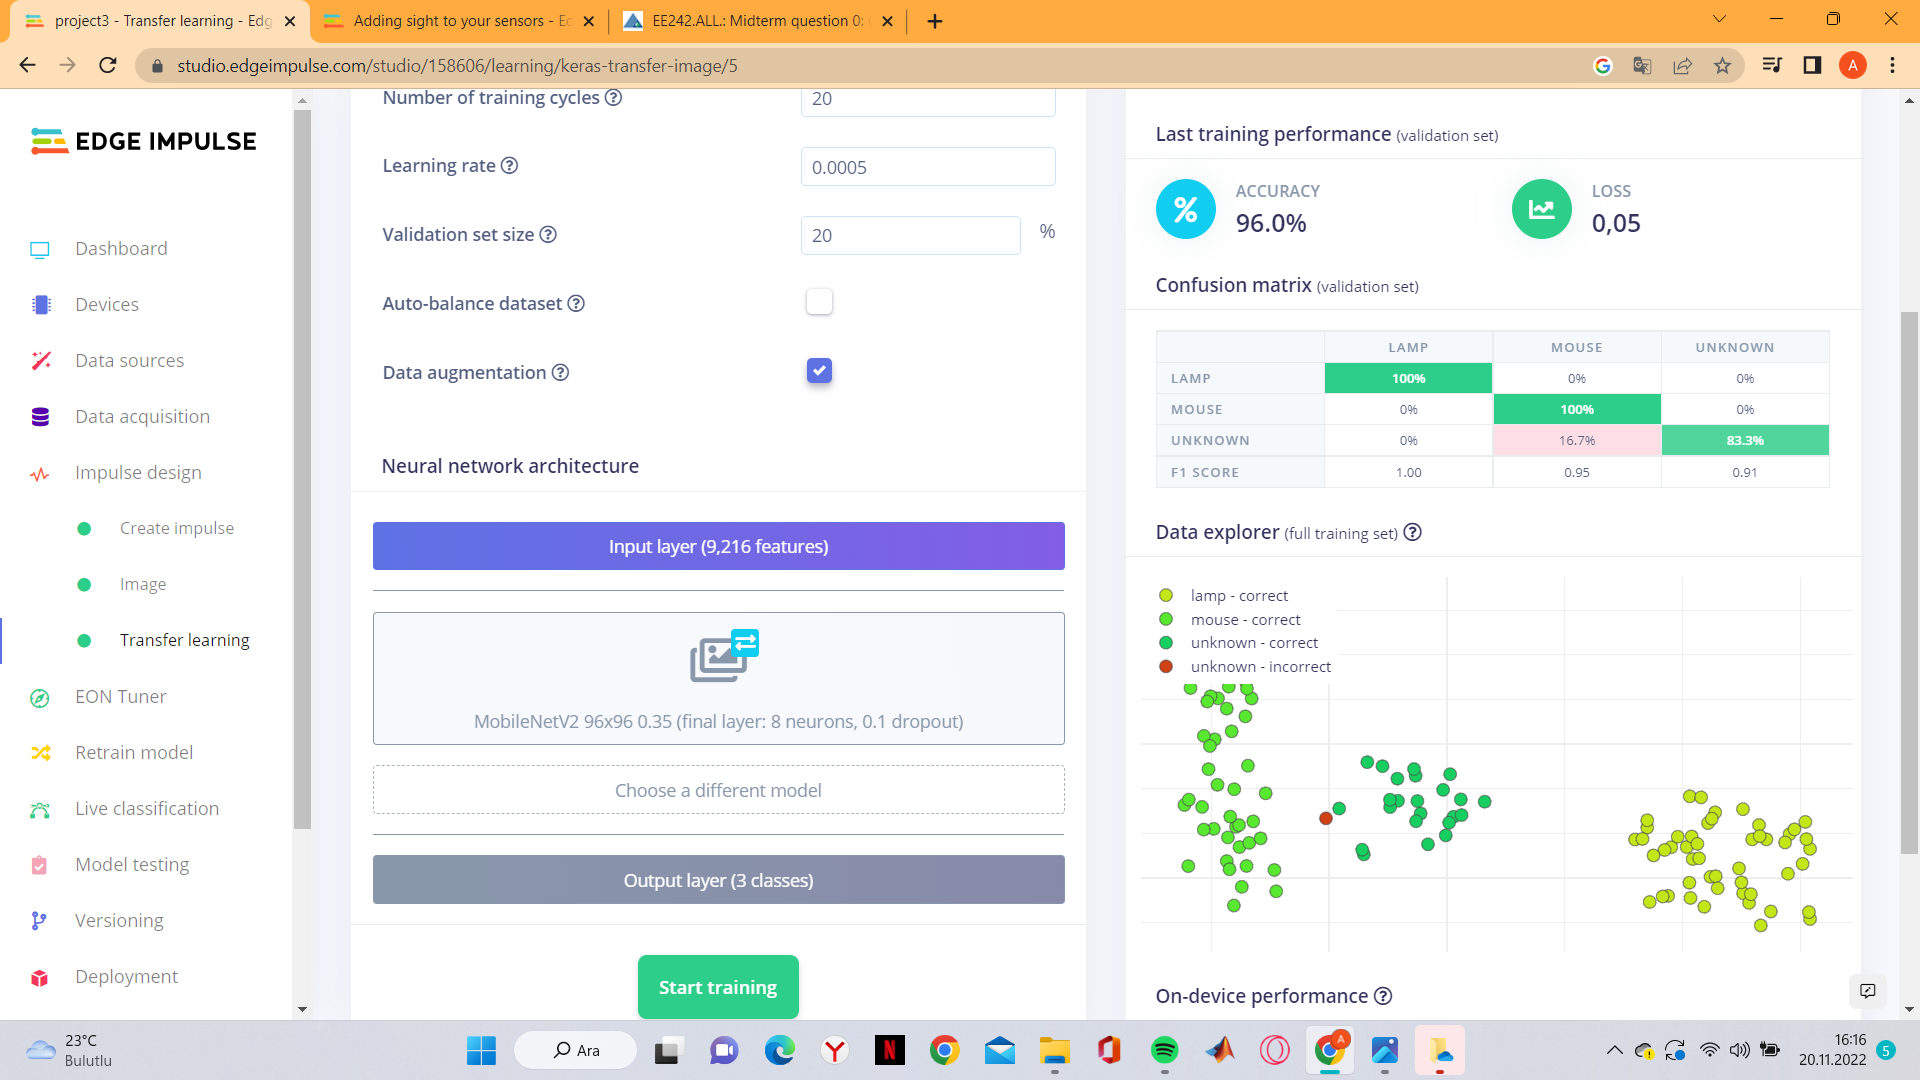 project3 - Transfer learning - Edg
Adding sight to your sensors - Ed
EE242.ALL.: Midterm question 0:
studio.edgeimpulse.com/studio/158606/learning/keras-transfer-image/5
A
EDGE IMPULSE
Dashboard
Devices
Data sources
Data acquisition
Impulse design
Create impulse
Image
Transfer learning
EON Tuner
Retrain model
Live classification
Model testing
Versioning
Deployment
Number of training cycles ?
20
Learning rate ?
0.0005
Validation set size ?
20
%
Auto-balance dataset ?
Data augmentation ?
Neural network architecture
Input layer (9,216 features)
MobileNetV2 96x96 0.35 (final layer: 8 neurons, 0.1 dropout)
Choose a different model
Output layer (3 classes)
Start training
Last training performance (validation set)
%
ACCURACY
96.0%
LOSS
0,05
Confusion matrix (validation set)
LAMP MOUSE UNKNOWN
LAMP 100% 0% 0%
MOUSE 0% 100% 0%
UNKNOWN 0% 16.7% 83.3%
F1 SCORE 1.00 0.95 0.91
Data explorer (full training set) ?
lamp - correct
mouse - correct
unknown - correct
unknown - incorrect
On-device performance ?
23°C
Bulutlu
Ara
16:16
20.11.2022
5